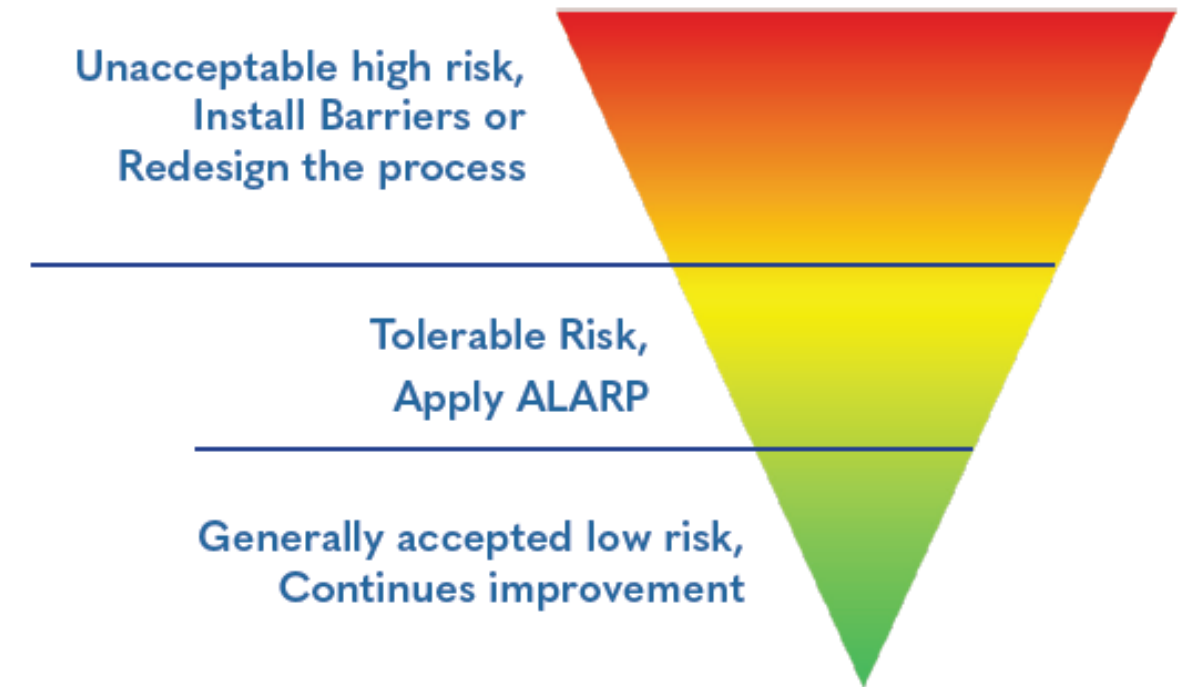 Unacceptable high risk,
Install Barriers or
Redesign the process
Tolerable Risk,
Apply ALARP
Generally accepted low risk,
Continues improvement